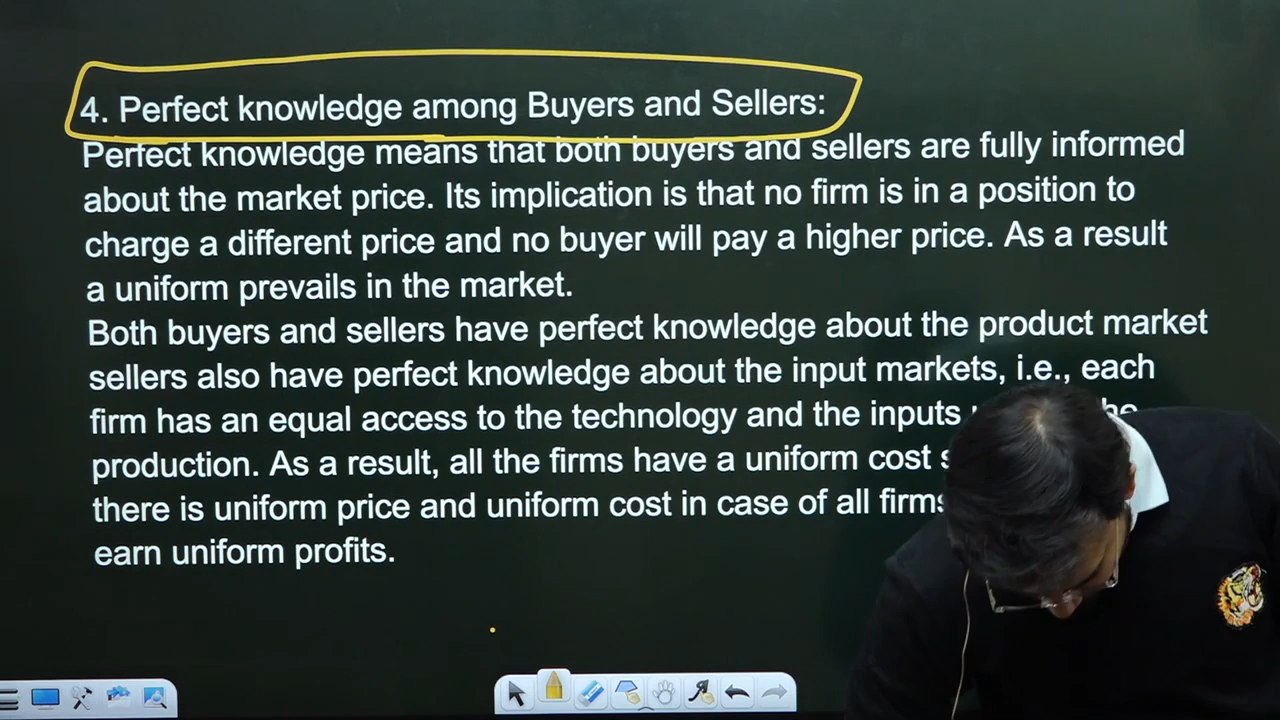 4. Perfect knowledge among Buyers and Sellers:
Perfect knowledge means that both buyers and sellers are fully informed
about the market price. Its implication is that no firm is in a position to
charge a different price and no buyer will pay a higher price. As a result
a uniform prevails in the market.
Both buyers and sellers have perfect knowledge about the product market
sellers also have perfect knowledge about the input markets, i.e., each
firm has an equal access to the technology and the inputs
production. As a result, all the firms have a uniform cost
there is uniform price and uniform cost in case of all firms
earn uniform profits.